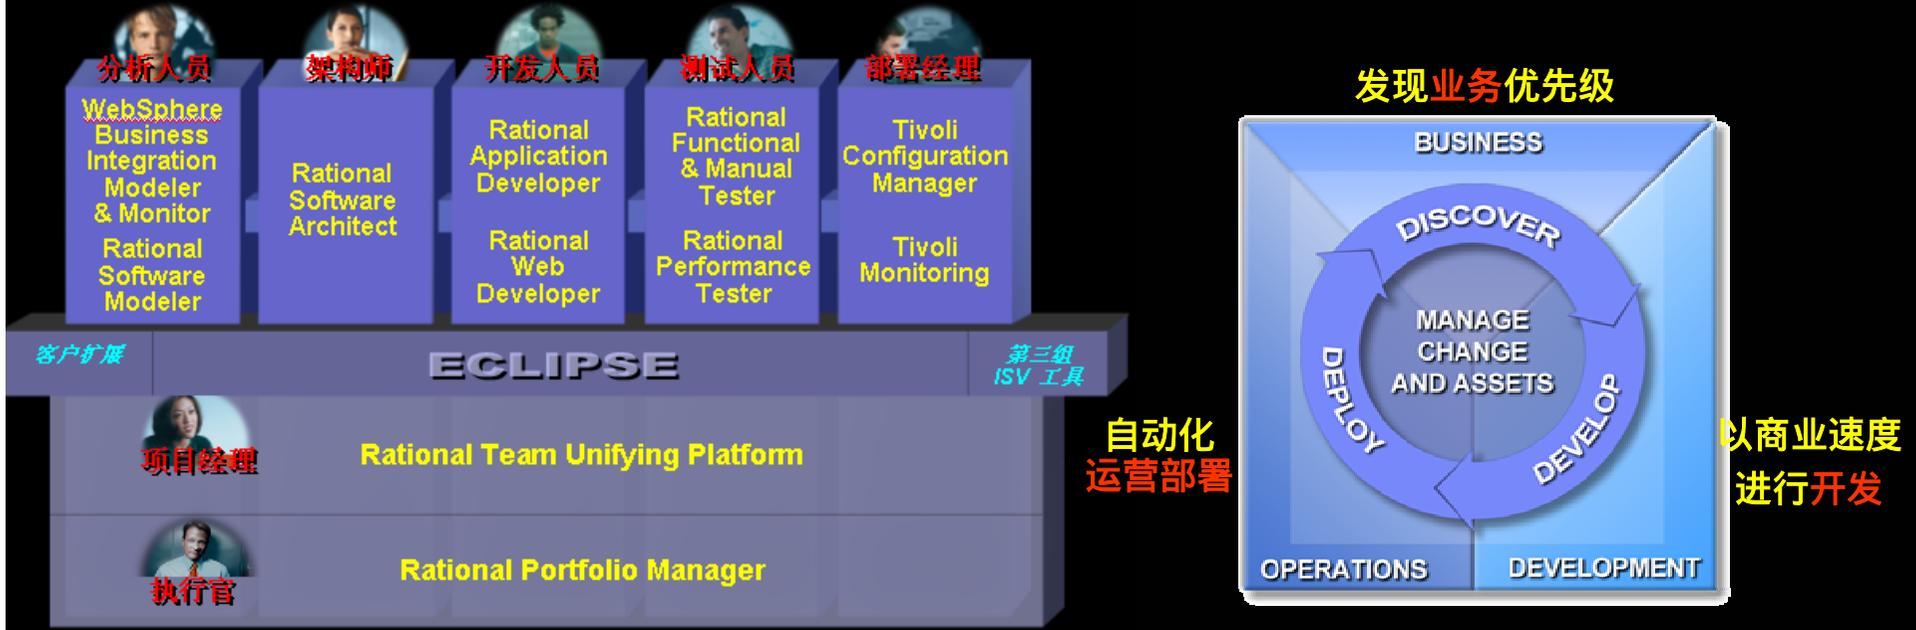 分析人员
WebSphere
Business
Integration
Modeler
& Monitor
Rational
Software
Modeler
架构师
Rational
Software
Architect
开发人员
Rational
Application
Developer
Rational
Web
Developer
测试人员
Rational
Functional
& Manual
Tester
Rational
Performance
Tester
部署经理
Tivoli
Configuration
Manager
Tivoli
Monitoring
客户扩展
ECLIPSE
第三组
ISV 工具
项目经理
Rational Team Unifying Platform
执行官
Rational Portfolio Manager
发现业务优先级
BUSINESS
DISCOVER
MANAGE
CHANGE
AND ASSETS
DEPLOY
DEVELOP
自动化
运营部署
以商业速度
进行开发
OPERATIONS
DEVELOPMENT